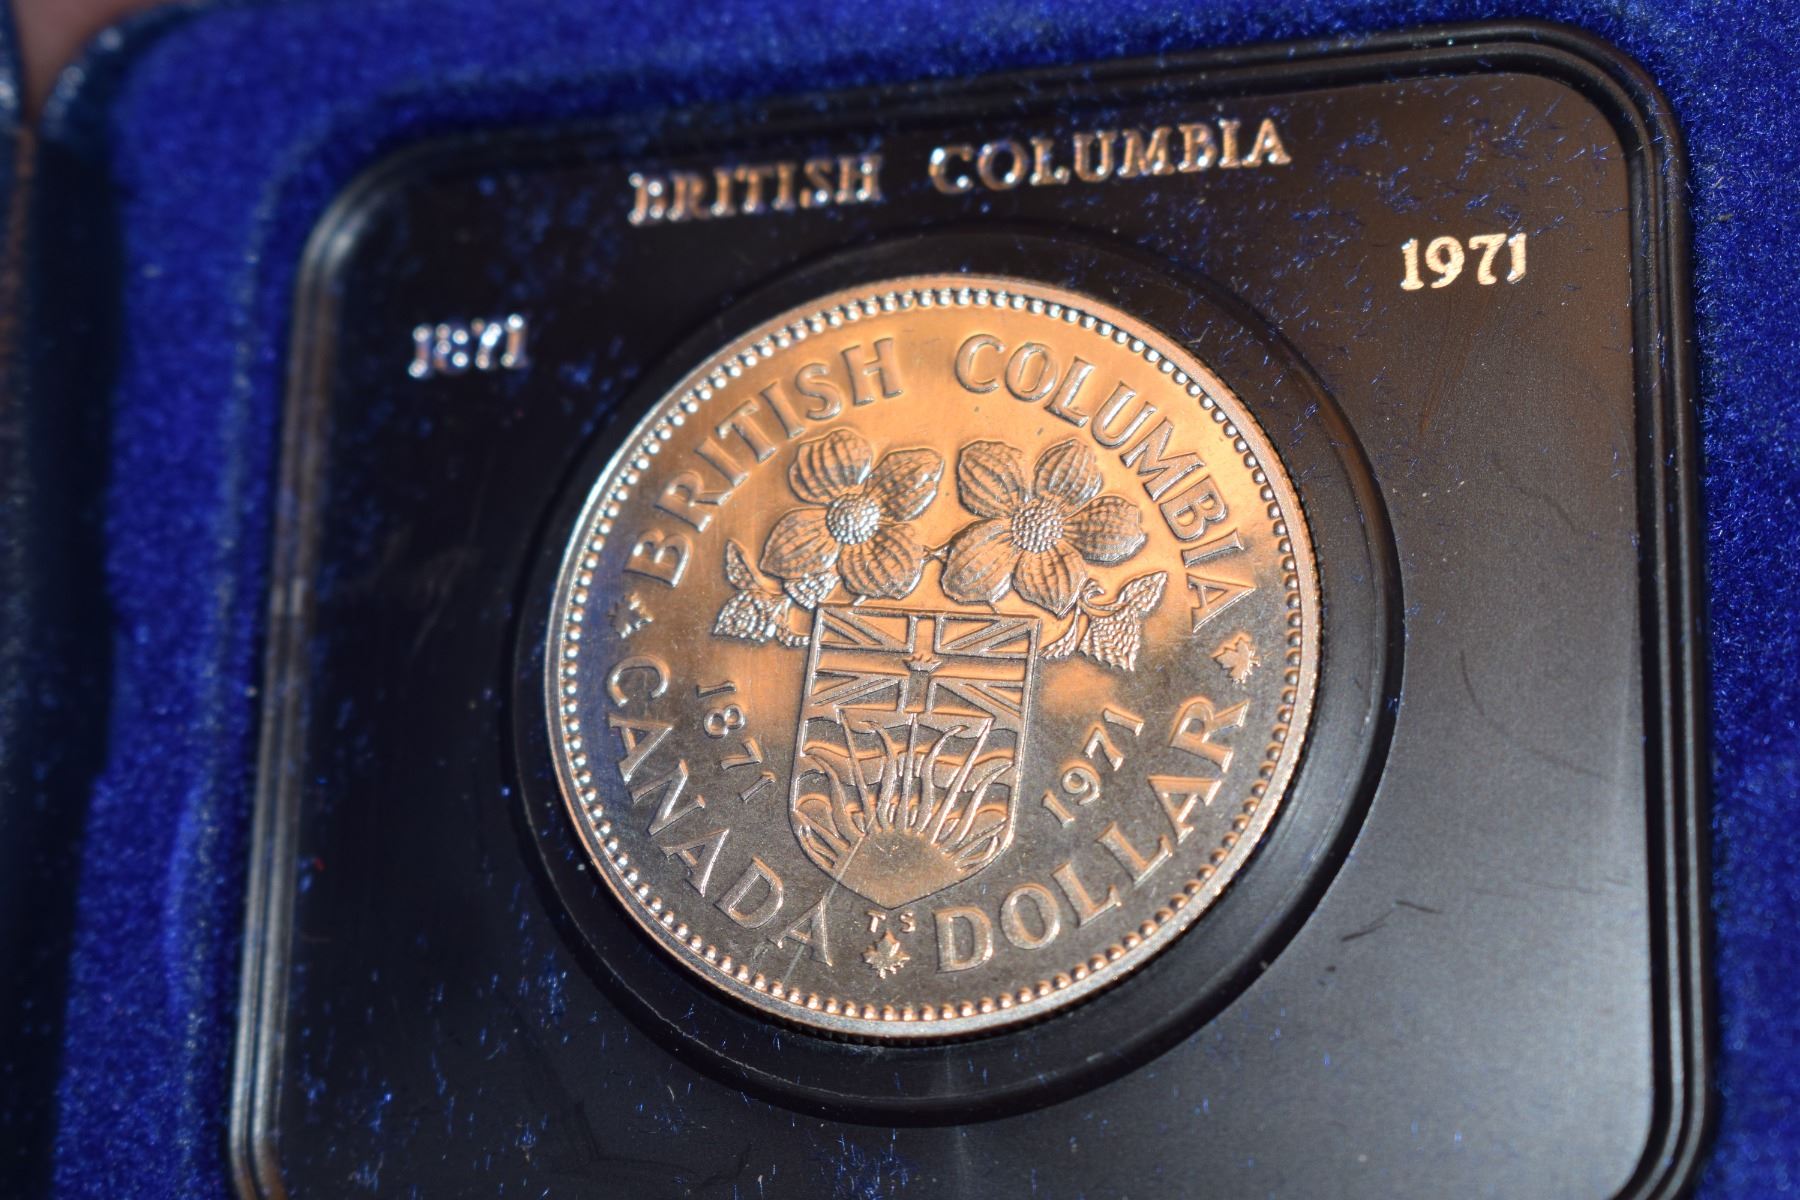 BRITISH COLUMBIA
1871 1971
BRITISH COLUMBIA
1871 1971
CANADA DOLLAR
TS